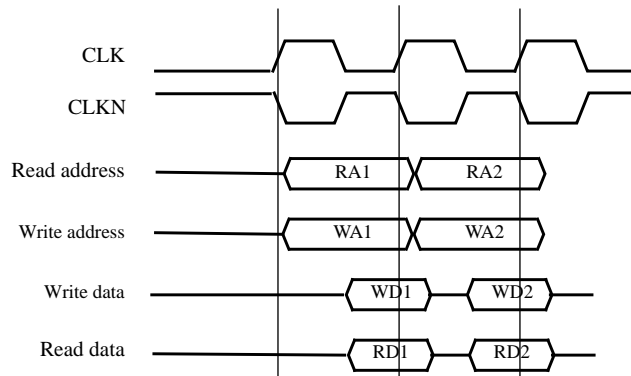 CLK
CLKN
Read address RA1 RA2
Write address WA1 WA2
Write data WD1 WD2
Read data RD1 RD2